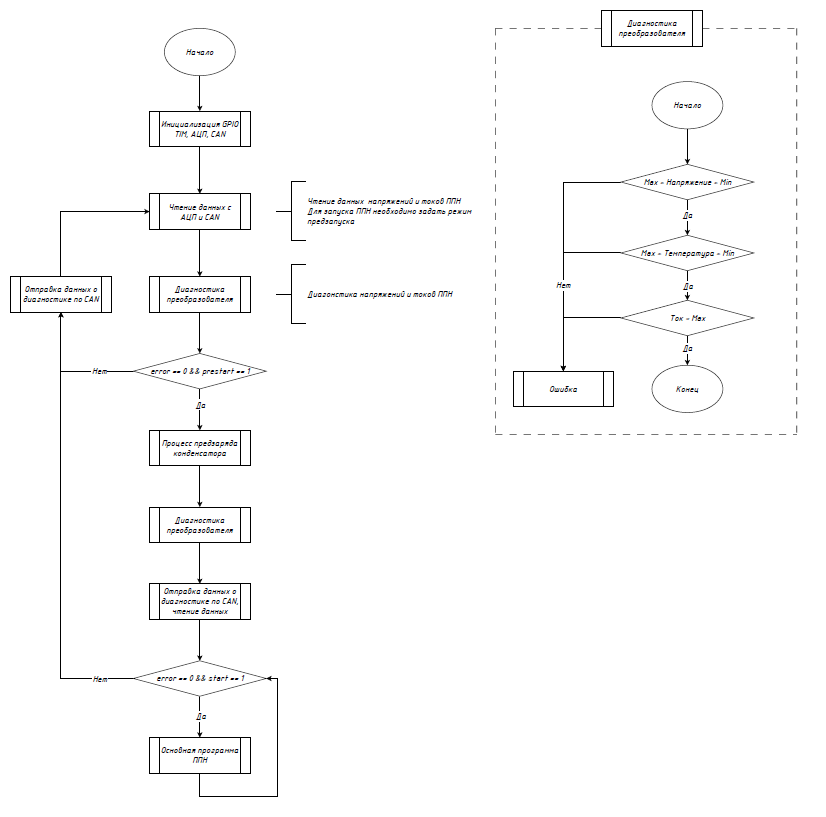 Начало
Инициализация GPIO
TIM, АЦП, CAN
Чтение данных с
АЦП и CAN
Чтение данных напряжений и токов ППН
Для запуска ППН необходимо задать режим
предзапуска
Отправка данных о
диагностике по CAN
Диагностика
преобразователя
Диагонстика напряжений и токов ППН
Нет
error == 0 && prestart == 1
Да
Процесс предзаряда
конденсатора
Диагностика
преобразователя
Отправка данных о
диагностике по CAN,
чтение данных
Нет
error == 0 && start == 1
Да
Основная программа
ППН
Диагностика
преобразователя
Начало
Max > Напряжение > Min
Да
Max > Температура > Min
Нет
Да
Ток > Max
Да
Ошибка
Конец